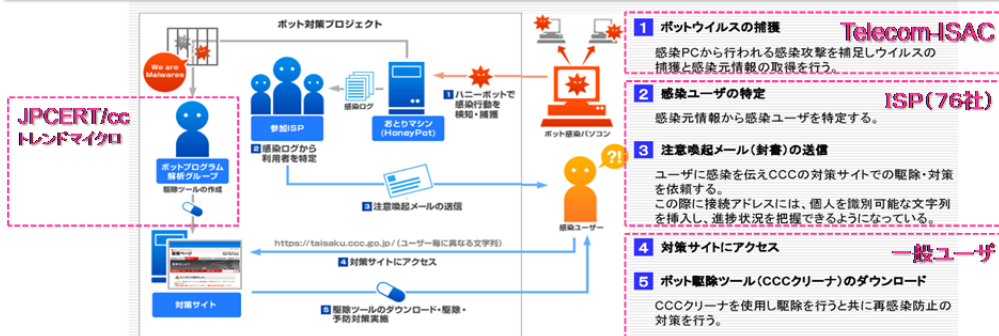 ボット対策プロジェクト
We are
Malwares
JPCERT/cc
トレンドマイクロ
ボットプログラム
解析グループ
駆除ツールの作成
対策サイト
参加ISP
感染ログ
おとりマシン
(HoneyPot)
1 ハニーポットで
感染行動を
検知・捕獲
ボット感染パソコン
2 感染ログから
利用者を特定
3 注意喚起メールの送信
?!
感染ユーザー
https://taisaku.ccc.go.jp/(ユーザー毎に異なる文字列)
4 対策サイトにアクセス
5 駆除ツールのダウンロード・駆除・
予防対策実施
1 ボットウイルスの捕獲
Telecom-ISAC
感染PCから行われる感染攻撃を補足しウイルスの
捕獲と感染元情報の取得を行う。
2 感染ユーザの特定
ISP(76社)
感染元情報から感染ユーザを特定する。
3 注意喚起メール(封書)の送信
ユーザに感染を伝えCCCの対策サイトでの駆除・対策
を依頼する。
この際に接続アドレスには、個人を識別可能な文字列
を挿入し、進捗状況を把握できるようになっている。
4 対策サイトにアクセス
一般ユーザ
5 ボット駆除ツール(CCCクリーナ)のダウンロード
CCCクリーナを使用し駆除を行うと共に再感染防止の
対策を行う。